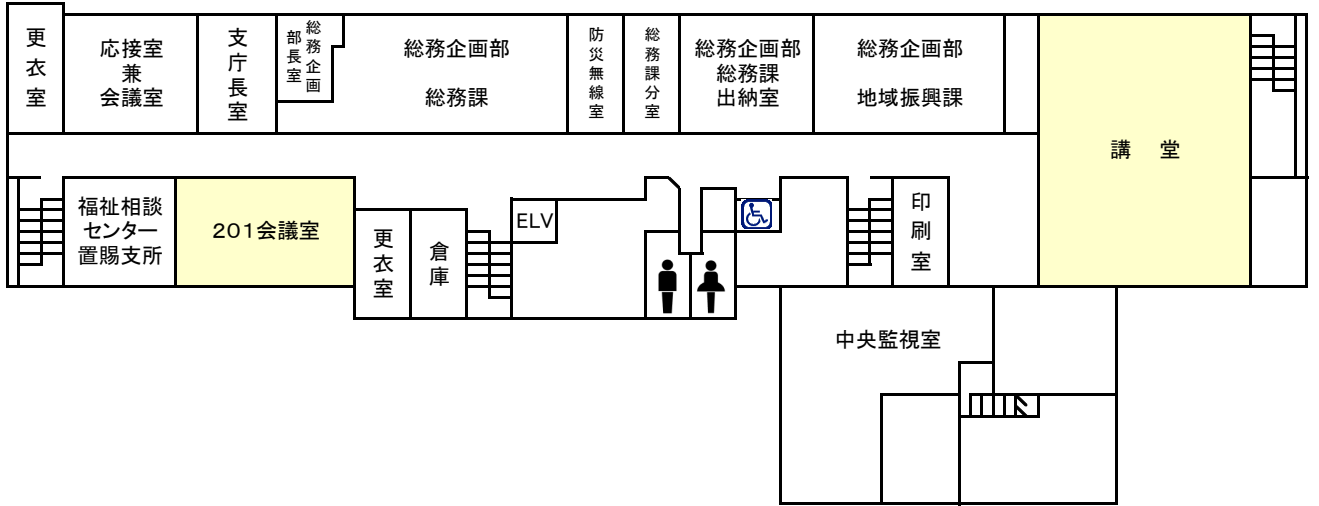 更衣室
応接室
兼
会議室
支庁長室
総務企画
部長室
総務企画部
総務課
防災無線室
総務課分室
総務企画部
総務課
出納室
総務企画部
地域振興課
講 堂
福祉相談
センター
置賜支所
201会議室
更衣室
倉庫
ELV
印刷室
中央監視室